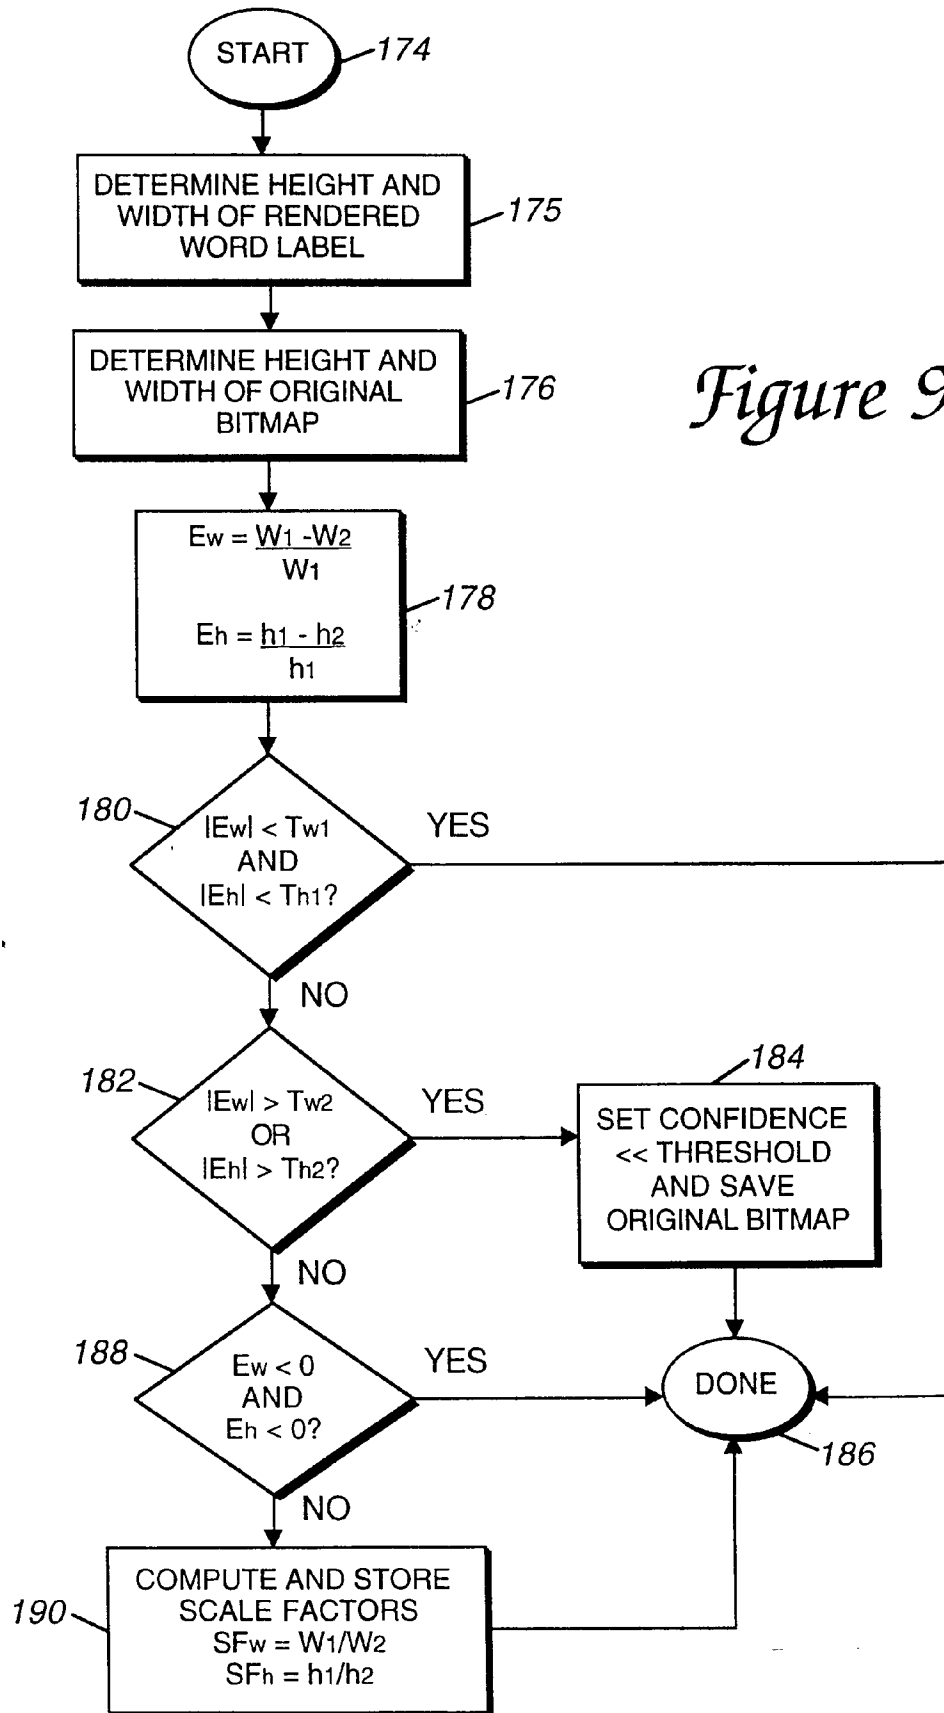 START
174
DETERMINE HEIGHT AND
WIDTH OF RENDERED
WORD LABEL
175
DETERMINE HEIGHT AND
WIDTH OF ORIGINAL
BITMAP
176
Figure 9
Ew = W1 -W2
W1
Eh = h1 - h2
h1
178
180
|Ew| < Tw1
AND
|Eh| < Th1?
YES
NO
182
|Ew| > Tw2
OR
|Eh| > Th2?
YES
184
SET CONFIDENCE
<< THRESHOLD
AND SAVE
ORIGINAL BITMAP
NO
188
Ew < 0
AND
Eh < 0?
YES
DONE
186
NO
190
COMPUTE AND STORE
SCALE FACTORS
SFw = W1/W2
SFh = h1/h2